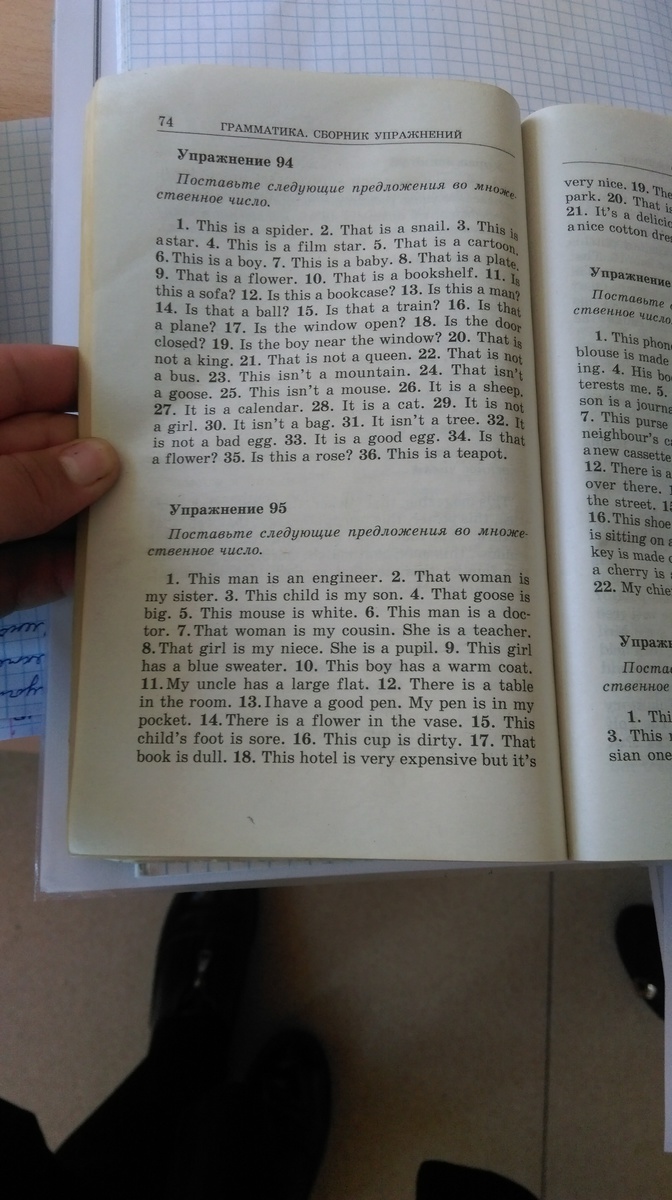 74
ГРАММАТИКА. СБОРНИК УПРАЖНЕНИЙ
Упражнение 94
Поставьте следующие предложения во множе-
ственное число.
1. This is a spider. 2. That is a snail. 3. This is
a star. 4. This is a film star. 5. That is a cartoon.
6. This is a boy. 7. This is a baby. 8. That is a plate.
9. That is a flower. 10. That is a bookshelf. 11. Is
this a sofa? 12. Is this a bookcase? 13. Is this a man?
14. Is that a ball? 15. Is that a train? 16. Is that
a plane? 17. Is the window open? 18. Is the door
closed? 19. Is the boy near the window? 20. That is
not a king. 21. That is not a queen. 22. That is not
a bus. 23. This isn't a mountain. 24. That isn't
a goose. 25. This isn't a mouse. 26. It is a sheep.
27. It is a calendar. 28. It is a cat. 29. It is not
a girl. 30. It isn't a bag. 31. It isn't a tree. 32. It
is not a bad egg. 33. It is a good egg. 34. Is that
a flower? 35. Is this a rose? 36. This is a teapot.
Упражнение 95
Поставьте следующие предложения во множе-
ственное число.
1. This man is an engineer. 2. That woman is
my sister. 3. This child is my son. 4. That goose is
big. 5. This mouse is white. 6. This man is a doc-
tor. 7. That woman is my cousin. She is a teacher.
8. That girl is my niece. She is a pupil. 9. This girl
has a blue sweater. 10. This boy has a warm coat.
11. My uncle has a large flat. 12. There is a table
in the room. 13. I have a good pen. My pen is in my
pocket. 14. There is a flower in the vase. 15. This
child's foot is sore. 16. This cup is dirty. 17. That
book is dull. 18. This hotel is very expensive but it's
very nice. 19. The
park. 20. That is
21. It's a delici
a nice cotton dre
Упражнение
Поставьте
ственное число
1. This phon
blouse is made
ing. 4. His bo
terests me. 5.
son is a journa
7. This purse
neighbour's ca
a new cassette
12. There is a
over there.
the street. 15
16. This shoe
is sitting on a
key is made o
a cherry is
22. My chie
Упраж
Поста
ственное
1. Thi
3. This
sian one